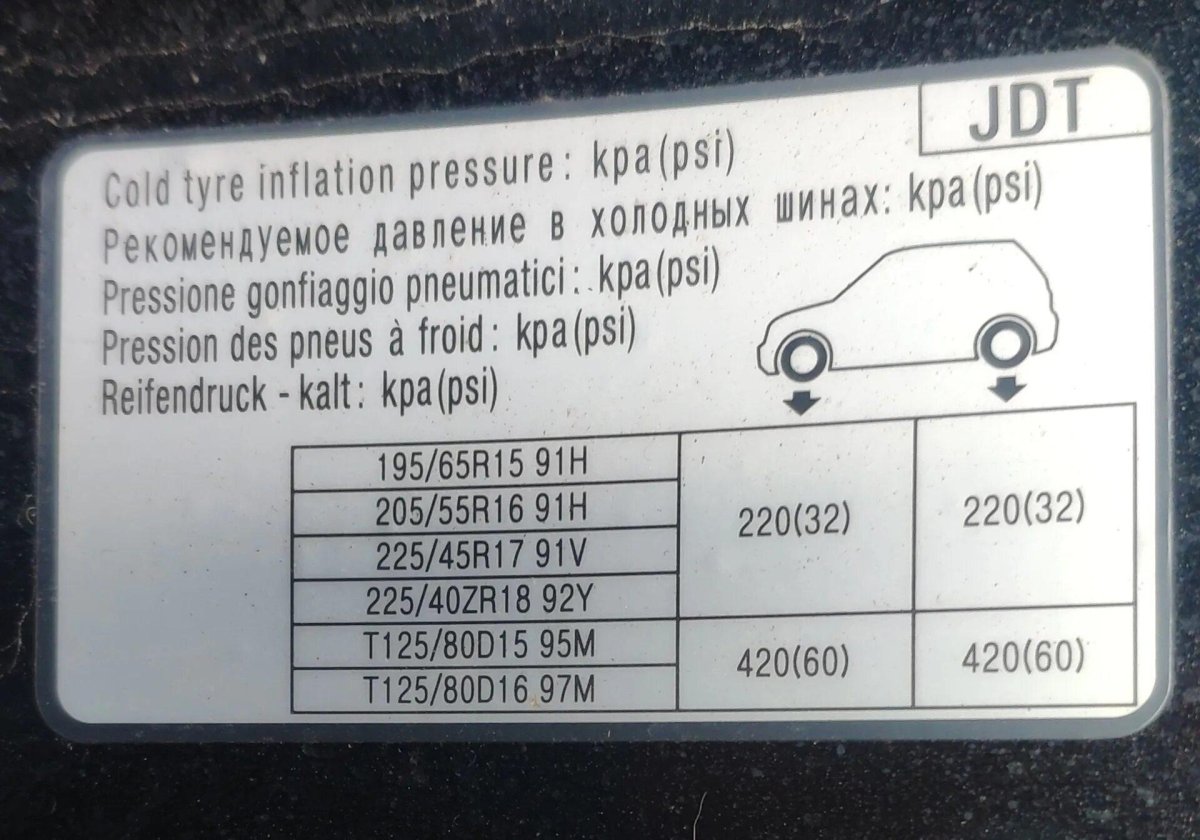 JDT
Cold tyre inflation pressure: kpa(psi)
Рекомендуемое давление в холодных шинах: kpa(psi)
Pressione gonfiaggio pneumatici: kpa(psi)
Pression des pneus à froid: kpa(psi)
Reifendruck - kalt: kpa(psi)
195/65R15 91H
205/55R16 91H
225/45R17 91V
225/40ZR18 92Y
220(32) 220(32)
T125/80D15 95M
T125/80D16 97M
420(60) 420(60)